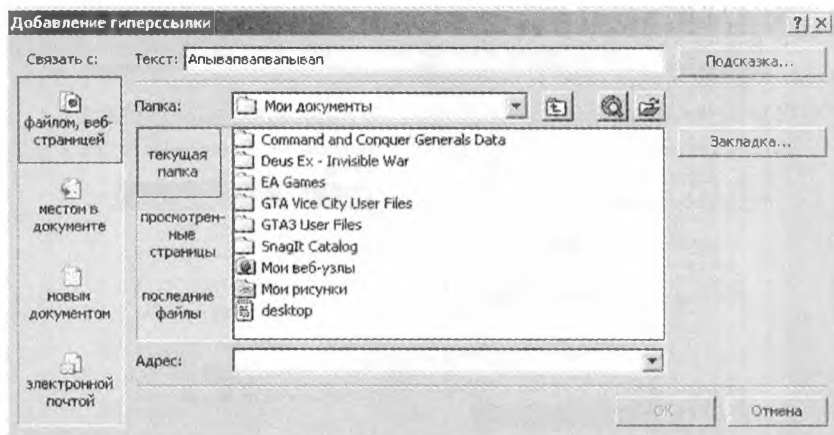 Добавление гиперссылки
Связать с:
Текст: Апывапвапвапывап
Подсказка...
файлом, веб-
страницей
местом в
документе
новым
документом
электронной
почтой
Папка: Мои документы
текущая
папка
просмотрен-
ные
страницы
последние
файлы
Command and Conquer Generals Data
Deus Ex - Invisible War
EA Games
GTA Vice City User Files
GTA3 User Files
SnagIt Catalog
Мои веб-узлы
Мои рисунки
desktop
Закладка...
Адрес:
ОК
Отмена